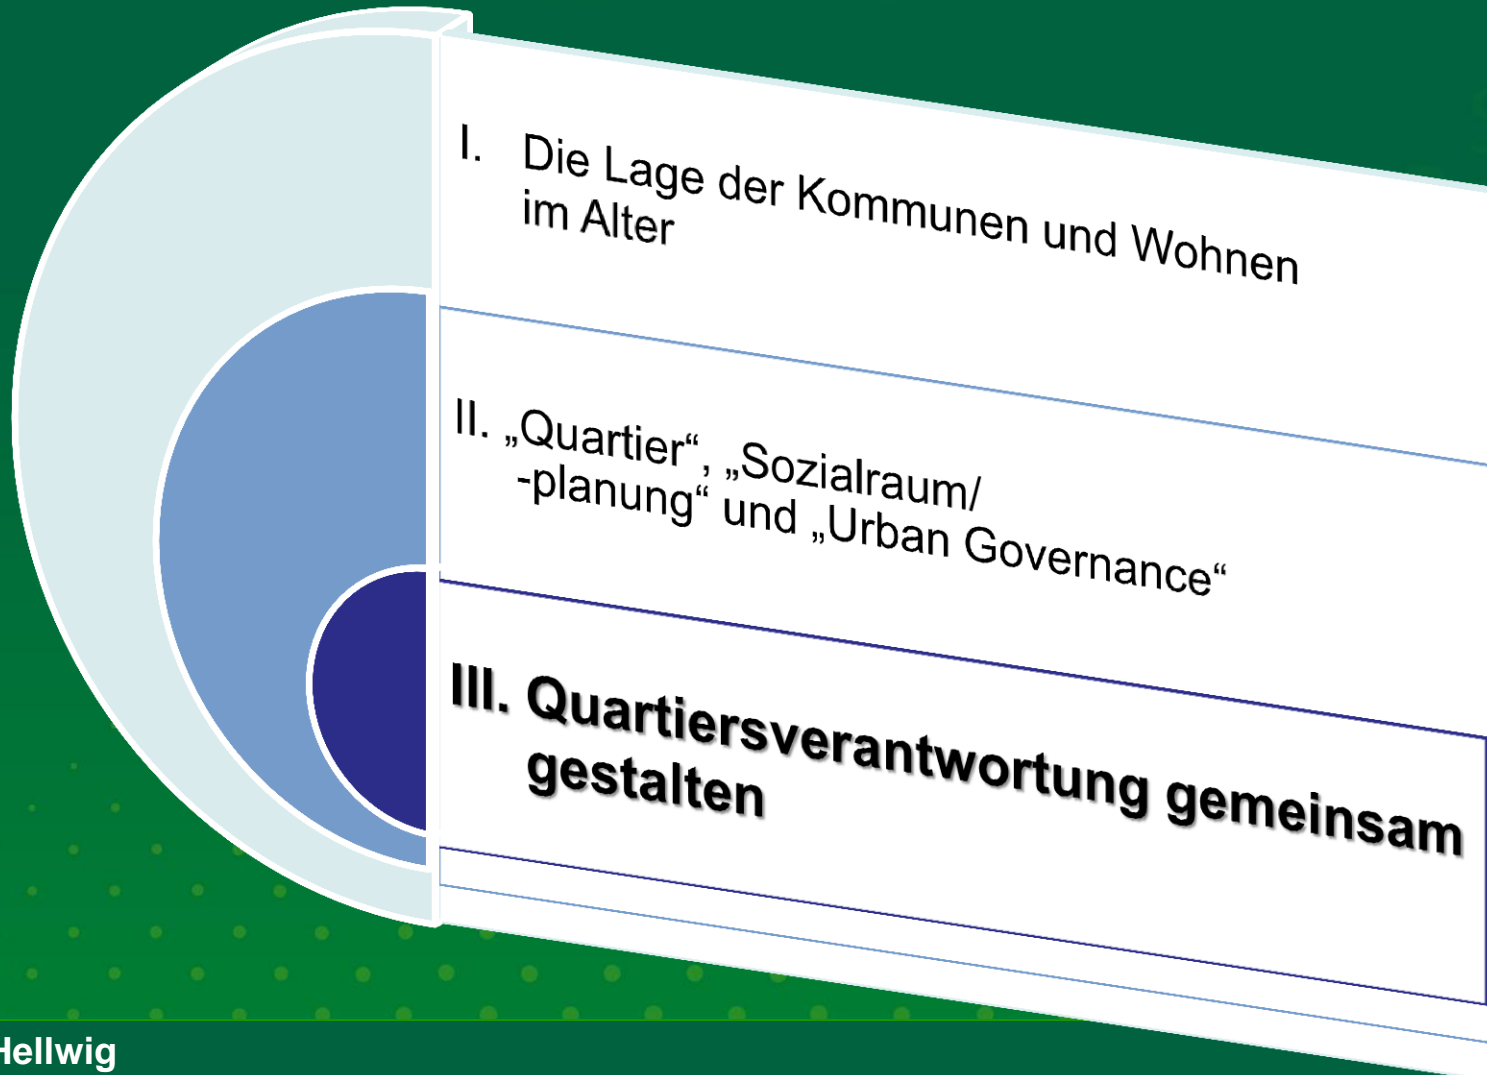 I. Die Lage der Kommunen und Wohnen
im Alter
II. „Quartier“, „Sozialraum/
-planung“ und „Urban Governance“
III. Quartiersverantwortung gemeinsam
gestalten
Hellwig